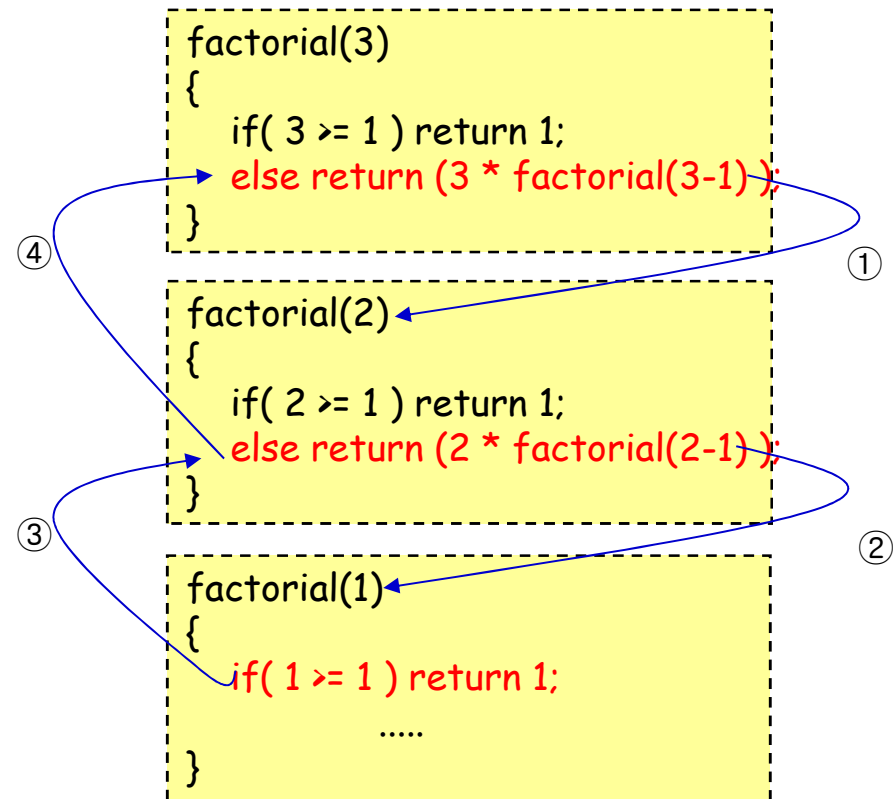 factorial(3)
{
if( 3 >= 1 ) return 1;
else return (3 * factorial(3-1) );
}
④
①
factorial(2)
{
if( 2 >= 1 ) return 1;
else return (2 * factorial(2-1) );
}
③
②
factorial(1)
{
if( 1 >= 1 ) return 1;
.....
}